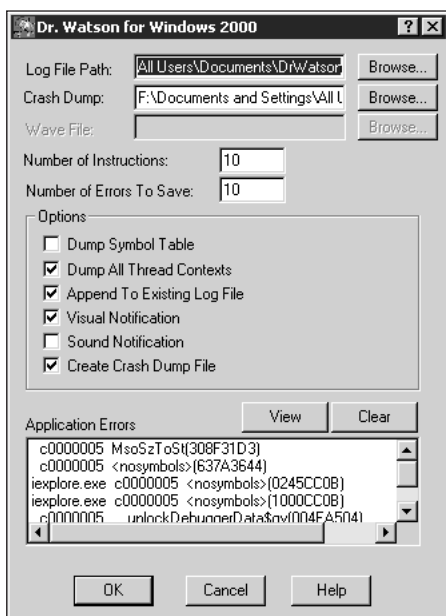 Dr. Watson for Windows 2000
Log File Path: All Users\Documents\DrWatson Browse...
Crash Dump: F:\Documents and Settings\All U Browse...
Wave File: Browse...
Number of Instructions: 10
Number of Errors To Save: 10
Options
Dump Symbol Table
Dump All Thread Contexts
Append To Existing Log File
Visual Notification
Sound Notification
Create Crash Dump File
Application Errors View Clear
c0000005 MsoSzToSt(308F31D3)
c0000005 <nosymbols>(637A3644)
iexplore.exe c0000005 <nosymbols>(0245CC0B)
iexplore.exe c0000005 <nosymbols>(1000CC0B)
c0000005 unlockDebuggerData$qv(004EA504)
OK Cancel Help